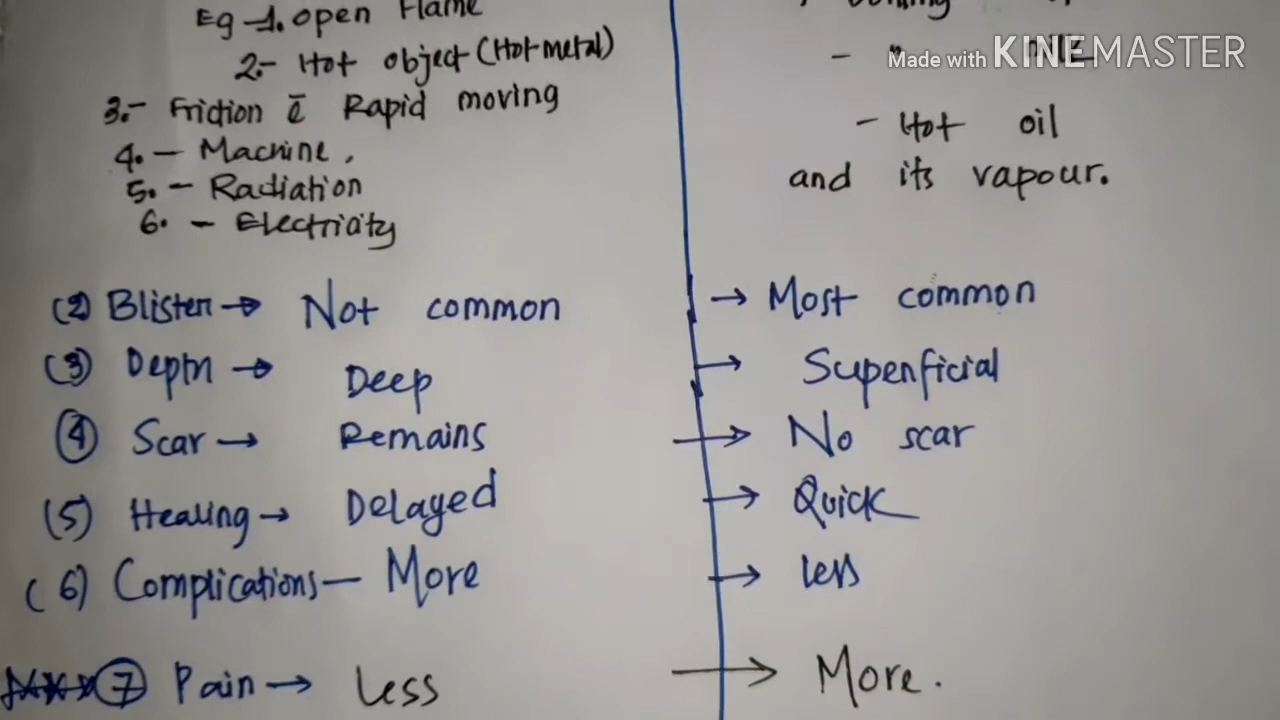 Eg - 1. open Flame
2.- Hot object (Hot metal)
3.- Friction c̄ Rapid moving
4. - Machine.
5. - Radiation
6. - Electricity
- Hot oil
and its vapour.
(2) Blister → Not common → Most common
(3) Depth → Deep → Superficial
(4) Scar → Remains → No scar
(5) Healing → Delayed → Quick
(6) Complications — More → less
(7) Pain → less → More.
Made with KINEMASTER